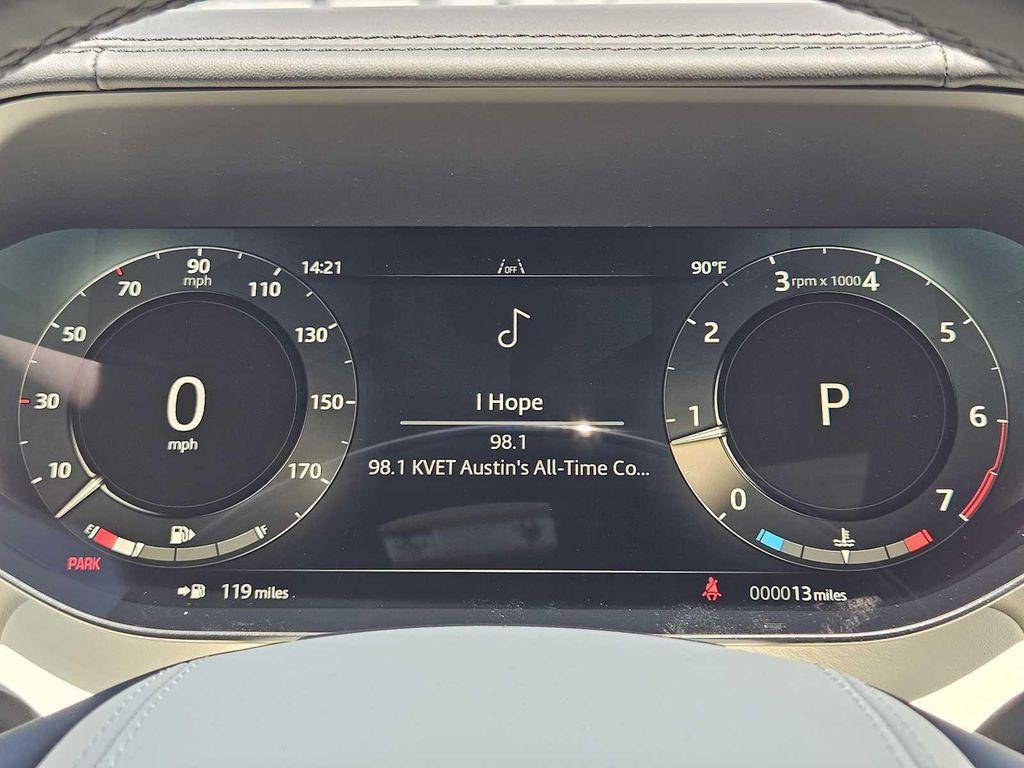 14:21
OFF
90°F
10
30
50
70
90
mph
110
130
150
170
0
mph
E
F
PARK
119 miles
I Hope
98.1
98.1 KVET Austin's All-Time Co...
0
1
2
3 rpm x 1000 4
5
6
7
P
000013 miles